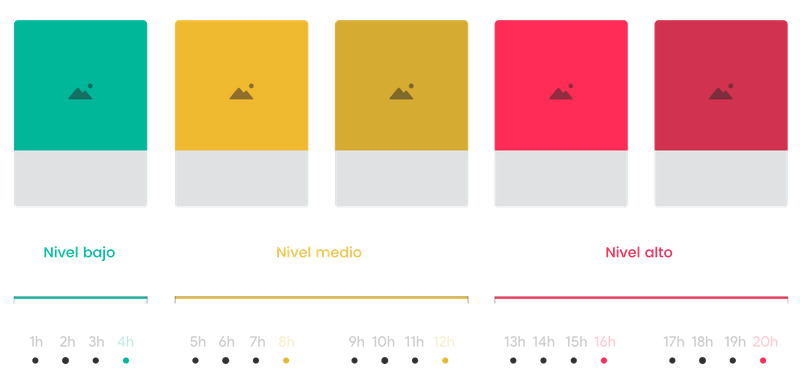 Nivel bajo
Nivel medio
Nivel alto
1h 2h 3h 4h 5h 6h 7h 8h 9h 10h 11h 12h 13h 14h 15h 16h 17h 18h 19h 20h